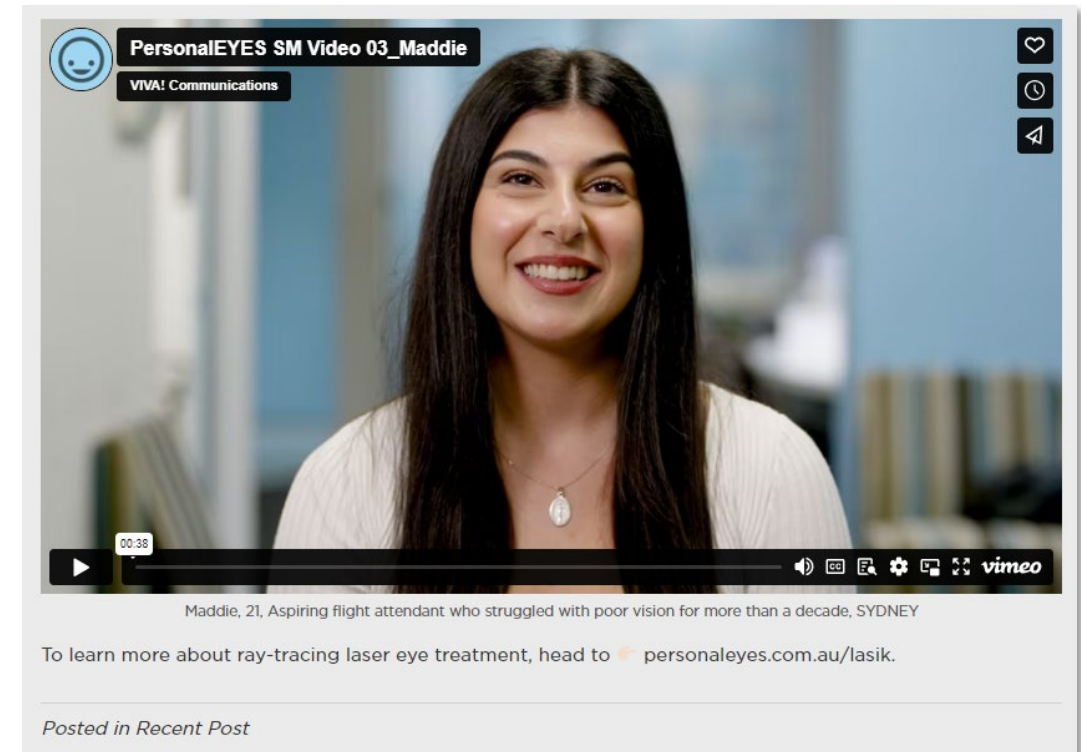 PersonalEYES SM Video 03_Maddie
VIVA! Communications
00:38
CC
vimeo
Maddie, 21, Aspiring flight attendant who struggled with poor vision for more than a decade, SYDNEY
To learn more about ray-tracing laser eye treatment, head to 👉🏻 personaleyes.com.au/lasik.
Posted in Recent Post